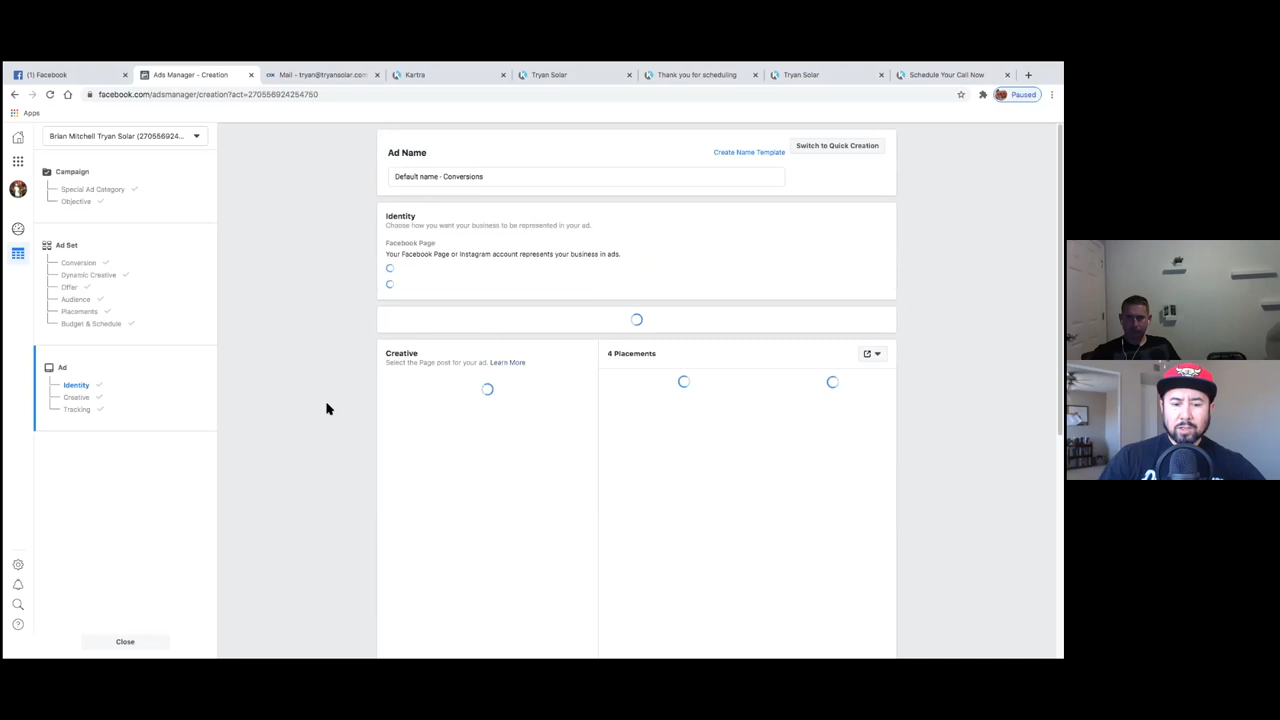 (1) Facebook
Ads Manager - Creation
Mail - tryan@tryansolar.com
Kartra
Tryan Solar
Thank you for scheduling
Tryan Solar
Schedule Your Call Now
facebook.com/adsmanager/creation?act=270556924254750
Paused
Apps
Brian Mitchell Tryan Solar (270556924...
Campaign
Special Ad Category
Objective
Ad Set
Conversion
Dynamic Creative
Offer
Audience
Placements
Budget & Schedule
Ad
Identity
Creative
Tracking
Close
Ad Name
Create Name Template
Switch to Quick Creation
Default name - Conversions
Identity
Choose how you want your business to be represented in your ad.
Facebook Page
Your Facebook Page or Instagram account represents your business in ads.
Creative
Select the Page post for your ad. Learn More
4 Placements